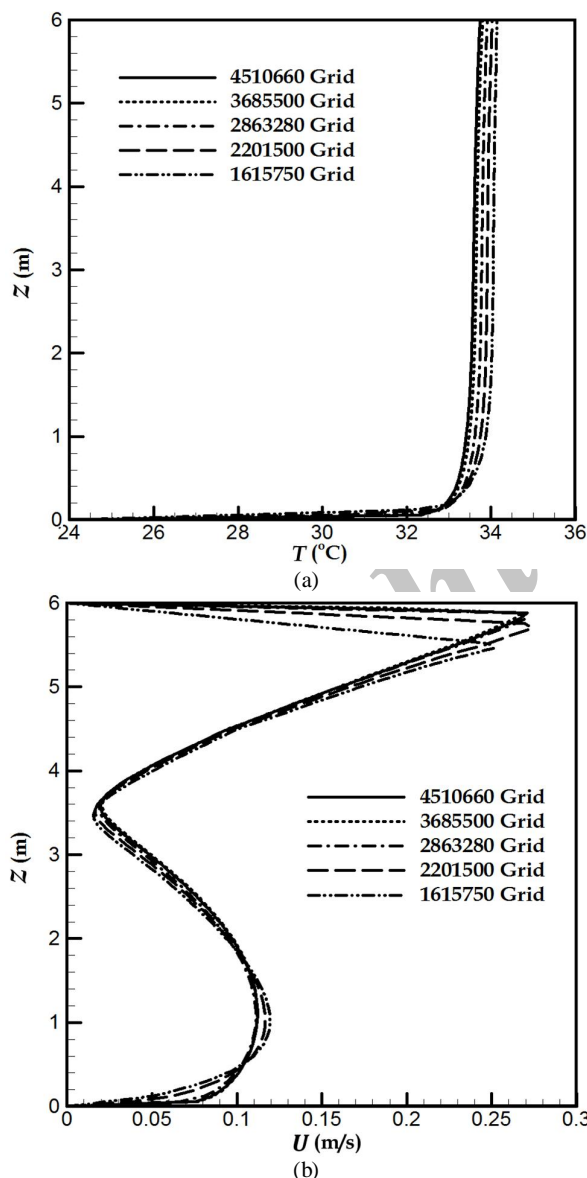 6
5
4
3
2
1
0
Z (m)
4510660 Grid
3685500 Grid
2863280 Grid
2201500 Grid
1615750 Grid
24 26 28 30 32 34 36
T (°C)
(a)
6
5
4
3
2
1
0
Z (m)
4510660 Grid
3685500 Grid
2863280 Grid
2201500 Grid
1615750 Grid
0 0.05 0.1 0.15 0.2 0.25 0.3
U (m/s)
(b)